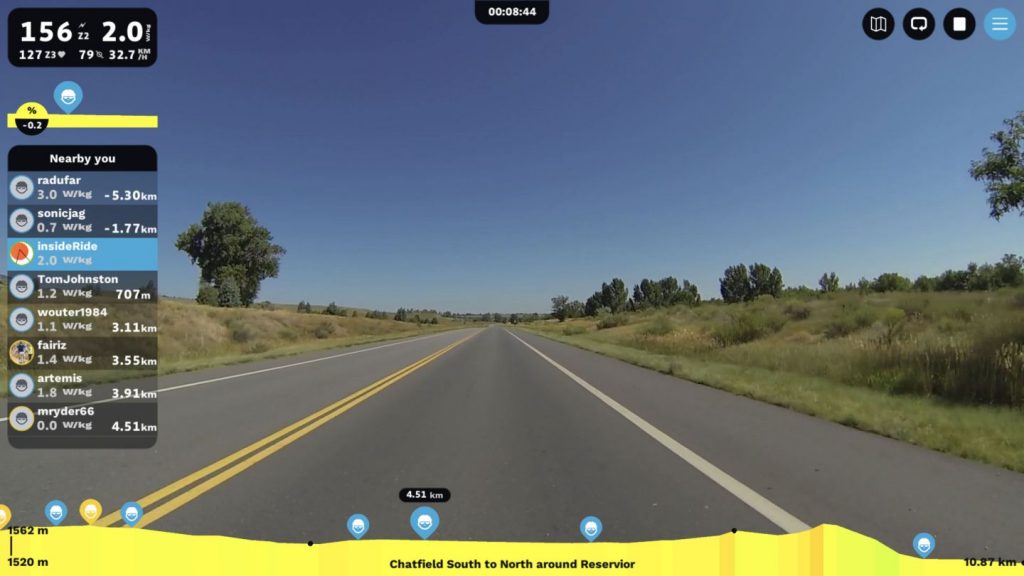 00:08:44
156 Z2 2.0 W/kg
127 Z3 79 32.7 KM/H
%
-0.2
Nearby you
radufar
3.0 W/kg -5.30km
sonicjag
0.7 W/kg -1.77km
insideRide
2.0 W/kg
TomJohnston
1.2 W/kg 707m
wouter1984
1.1 W/kg 3.11km
fairiz
1.4 W/kg 3.55km
artemis
1.8 W/kg 3.91km
mryder66
0.0 W/kg 4.51km
4.51 km
1562 m
1520 m
Chatfield South to North around Reservior
10.87 km